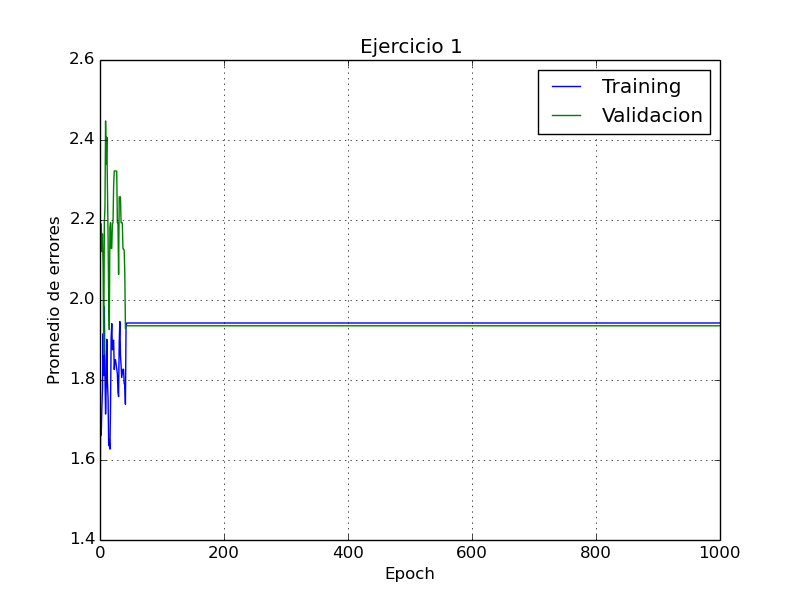 Ejercicio 1
2.6
2.4
2.2
2.0
1.8
1.6
1.4
Promedio de errores
Training
Validacion
0
200
400
600
800
1000
Epoch